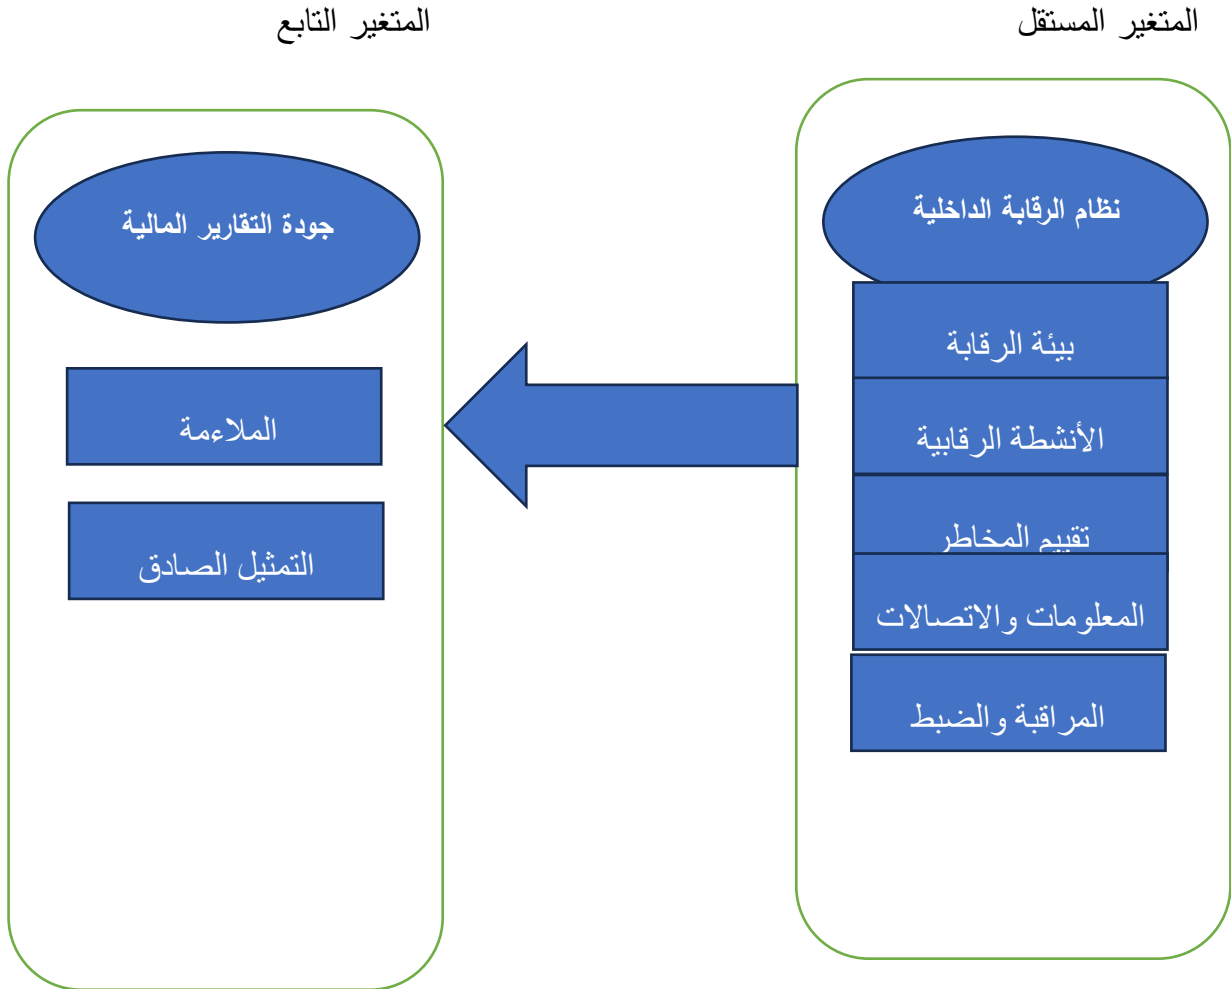 المتغير المستقل
المتغير التابع
نظام الرقابة الداخلية
بيئة الرقابة
الأنشطة الرقابية
تقييم المخاطر
المعلومات والاتصالات
المراقبة والضبط
جودة التقارير المالية
الملاءمة
التمثيل الصادق